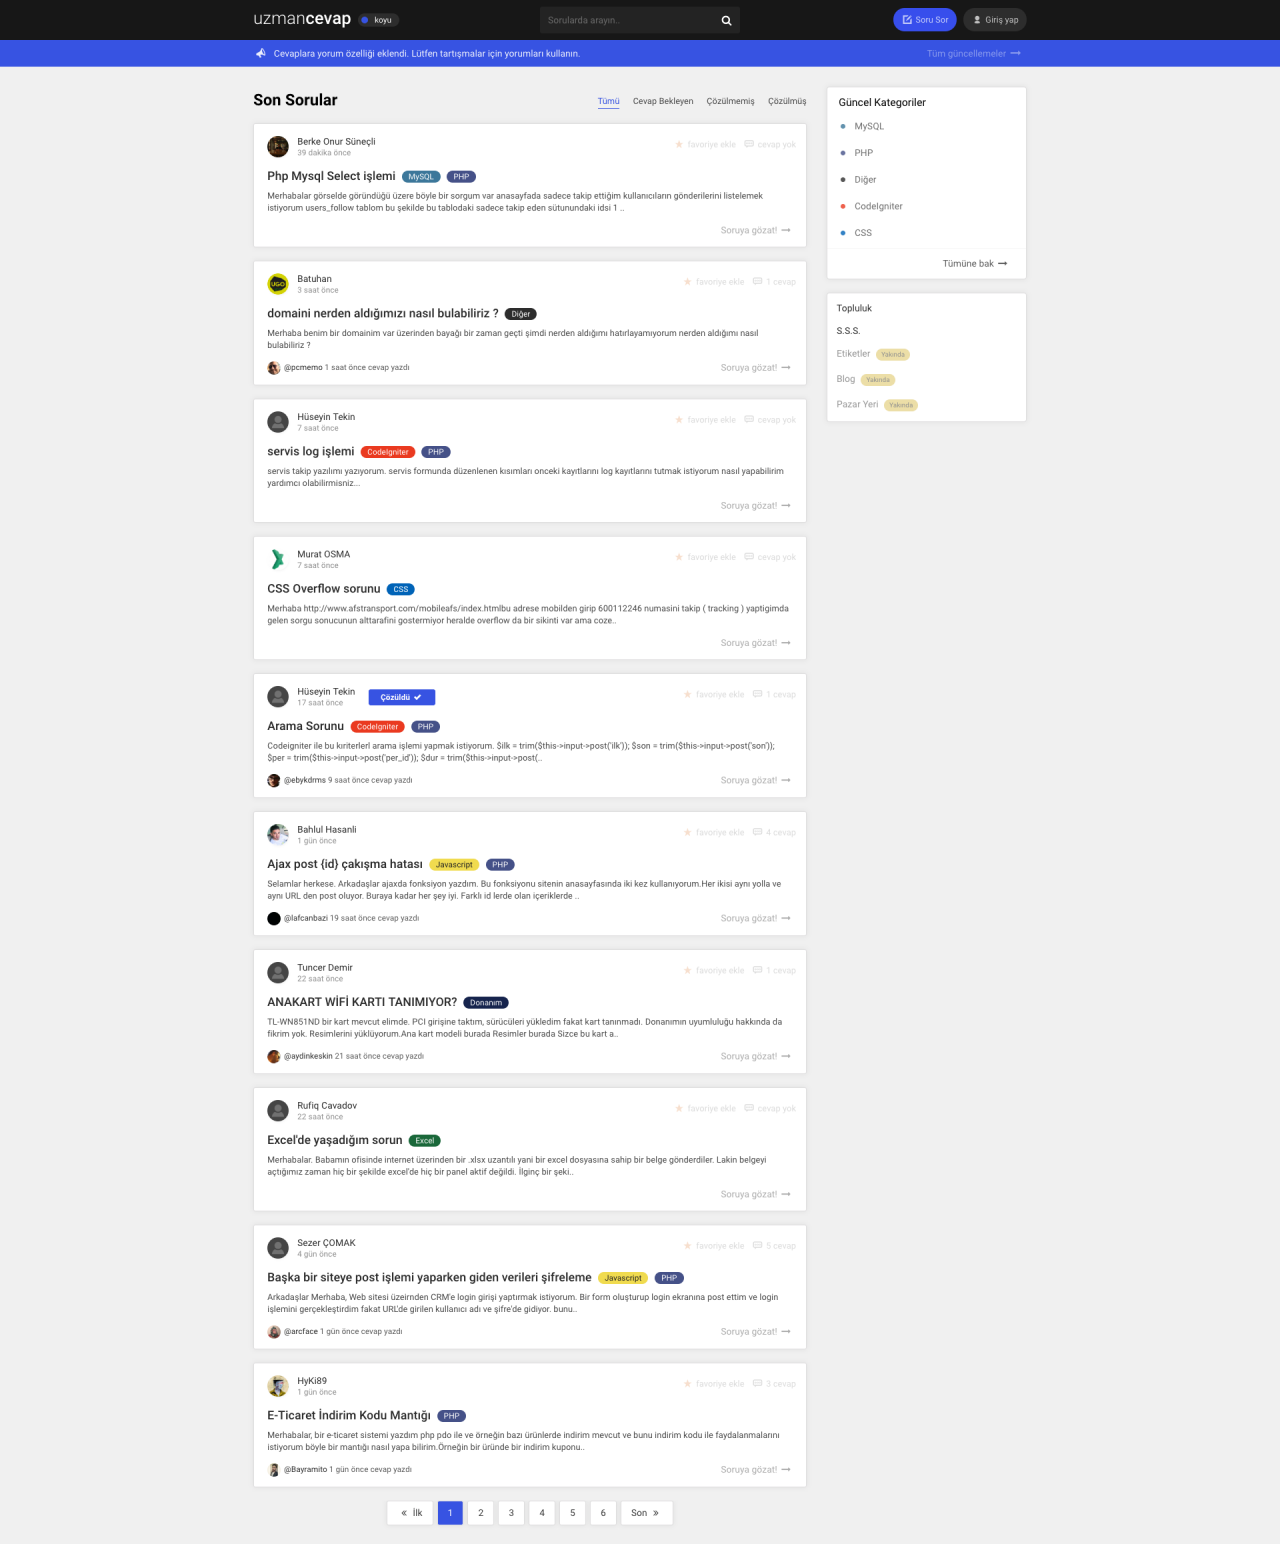 uzmancevap koyu Sorularda arayın.. Soru Sor Giriş yap
Cevaplara yorum özelliği eklendi. Lütfen tartışmalar için yorumları kullanın. Tüm güncellemeler
Son Sorular Tümü Cevap Bekleyen Çözülmemiş Çözülmüş
Berke Onur Süneçli
39 dakika önce
favoriye ekle cevap yok
Php Mysql Select işlemi MySQL PHP
Merhabalar görselde göründüğü üzere böyle bir sorgum var anasayfada sadece takip ettiğim kullanıcıların gönderilerini listelemek
istiyorum users_follow tablom bu şekilde bu tablodaki sadece takip eden sütunundaki idsi 1 ..
Soruya gözat!
Batuhan
3 saat önce
favoriye ekle 1 cevap
domaini nerden aldığımızı nasıl bulabiliriz ? Diğer
Merhaba benim bir domainim var üzerinden bayağı bir zaman geçti şimdi nerden aldığımı hatırlayamıyorum nerden aldığımı nasıl
bulabiliriz ?
@pcmemo 1 saat önce cevap yazdı Soruya gözat!
Hüseyin Tekin
7 saat önce
favoriye ekle cevap yok
servis log işlemi CodeIgniter PHP
servis takip yazılımı yazıyorum. servis formunda düzenlenen kısımları onceki kayıtlarını log kayıtlarını tutmak istiyorum nasıl yapabilirim
yardımcı olabilirmisniz...
Soruya gözat!
Murat OSMA
7 saat önce
favoriye ekle cevap yok
CSS Overflow sorunu CSS
Merhaba http://www.afstransport.com/mobileafs/index.htmlbu adrese mobilden girip 600112246 numasini takip ( tracking ) yaptigimda
gelen sorgu sonucunun alttarafini gostermiyor heralde overflow da bir sikinti var ama coze..
Soruya gözat!
Hüseyin Tekin
17 saat önce
Çözüldü
favoriye ekle 1 cevap
Arama Sorunu CodeIgniter PHP
Codeigniter ile bu kıriterlerl arama işlemi yapmak istiyorum. $ilk = trim($this->input->post('ilk')); $son = trim($this->input->post('son'));
$per = trim($this->input->post('per_id')); $dur = trim($this->input->post(..
@ebykdrms 9 saat önce cevap yazdı Soruya gözat!
Bahlul Hasanli
1 gün önce
favoriye ekle 4 cevap
Ajax post {id} çakışma hatası Javascript PHP
Selamlar herkese. Arkadaşlar ajaxda fonksiyon yazdım. Bu fonksiyonu sitenin anasayfasında iki kez kullanıyorum.Her ikisi aynı yolla ve
aynı URL den post oluyor. Buraya kadar her şey iyi. Farklı id lerde olan içeriklerde ..
@lafcanbazi 19 saat önce cevap yazdı Soruya gözat!
Tuncer Demir
22 saat önce
favoriye ekle 1 cevap
ANAKART WİFİ KARTI TANIMIYOR? Donanım
TL-WN851ND bir kart mevcut elimde. PCI girişine taktım, sürücüleri yükledim fakat kart tanınmadı. Donanımın uyumluluğu hakkında da
fikrim yok. Resimlerini yüklüyorum.Ana kart modeli burada Resimler burada Sizce bu kart a..
@aydinkeskin 21 saat önce cevap yazdı Soruya gözat!
Rufiq Cavadov
22 saat önce
favoriye ekle cevap yok
Excel'de yaşadığım sorun Excel
Merhabalar. Babamın ofisinde internet üzerinden bir .xlsx uzantılı yani bir excel dosyasına sahip bir belge gönderdiler. Lakin belgeyi
açtığımız zaman hiç bir şekilde excel'de hiç bir panel aktif değildi. İlginç bir şeki..
Soruya gözat!
Sezer ÇOMAK
4 gün önce
favoriye ekle 5 cevap
Başka bir siteye post işlemi yaparken giden verileri şifreleme Javascript PHP
Arkadaşlar Merhaba, Web sitesi üzeirnden CRM'e login girişi yaptırmak istiyorum. Bir form oluşturup login ekranına post ettim ve login
işlemini gerçekleştirdim fakat URL'de girilen kullanıcı adı ve şifre'de gidiyor. bunu..
@arcface 1 gün önce cevap yazdı Soruya gözat!
HyKi89
1 gün önce
favoriye ekle 3 cevap
E-Ticaret İndirim Kodu Mantığı PHP
Merhabalar, bir e-ticaret sistemi yazdım php pdo ile ve örneğin bazı ürünlerde indirim mevcut ve bunu indirim kodu ile faydalanmalarını
istiyorum böyle bir mantığı nasıl yapa bilirim.Örneğin bir üründe bir indirim kuponu..
@Bayramito 1 gün önce cevap yazdı Soruya gözat!
« İlk 1 2 3 4 5 6 Son »
Güncel Kategoriler
MySQL
PHP
Diğer
CodeIgniter
CSS
Tümüne bak
Topluluk
S.S.S.
Etiketler Yakında
Blog Yakında
Pazar Yeri Yakında